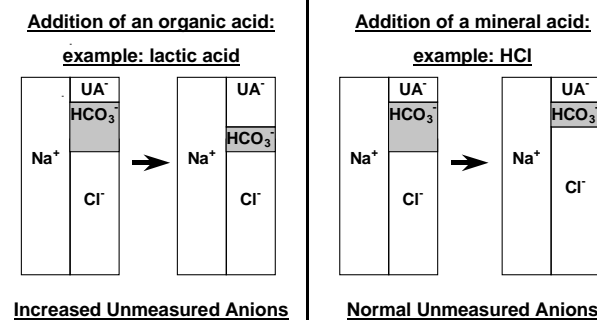 Addition of an organic acid:
example: lactic acid
UA⁻
HCO₃⁻
Na⁺
Cl⁻
UA⁻
HCO₃⁻
Na⁺
Cl⁻
Increased Unmeasured Anions
Addition of a mineral acid:
example: HCl
UA⁻
HCO₃⁻
Na⁺
Cl⁻
UA⁻
HCO₃⁻
Na⁺
Cl⁻
Normal Unmeasured Anions